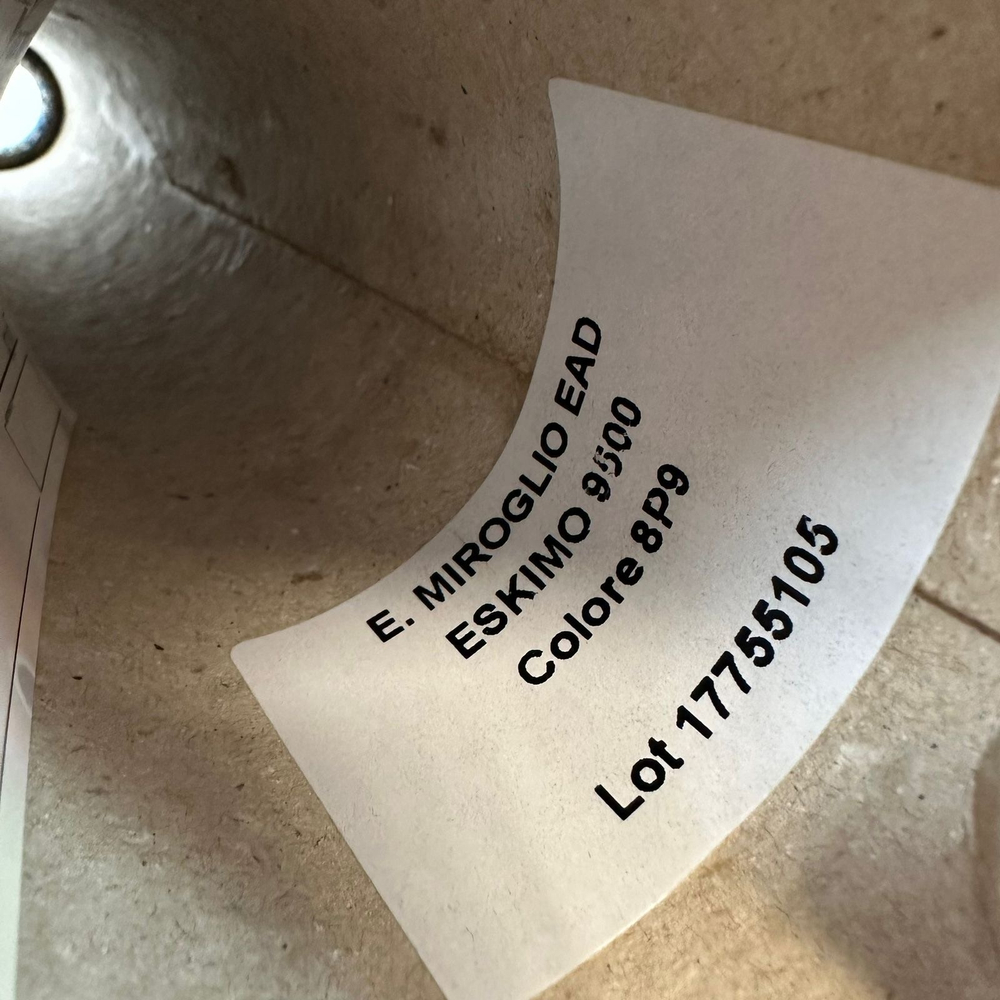 E. MIROGLIO EAD
ESKIMO 9500
Colore 8P9
Lot 17755105